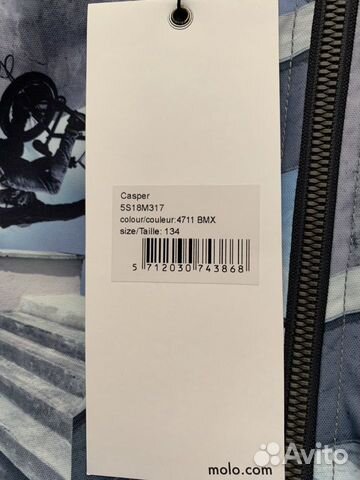 Casper
5S18M317
colour/couleur:4711 BMX
size/Taille: 134
5 712030 743868
molo.com
Avito